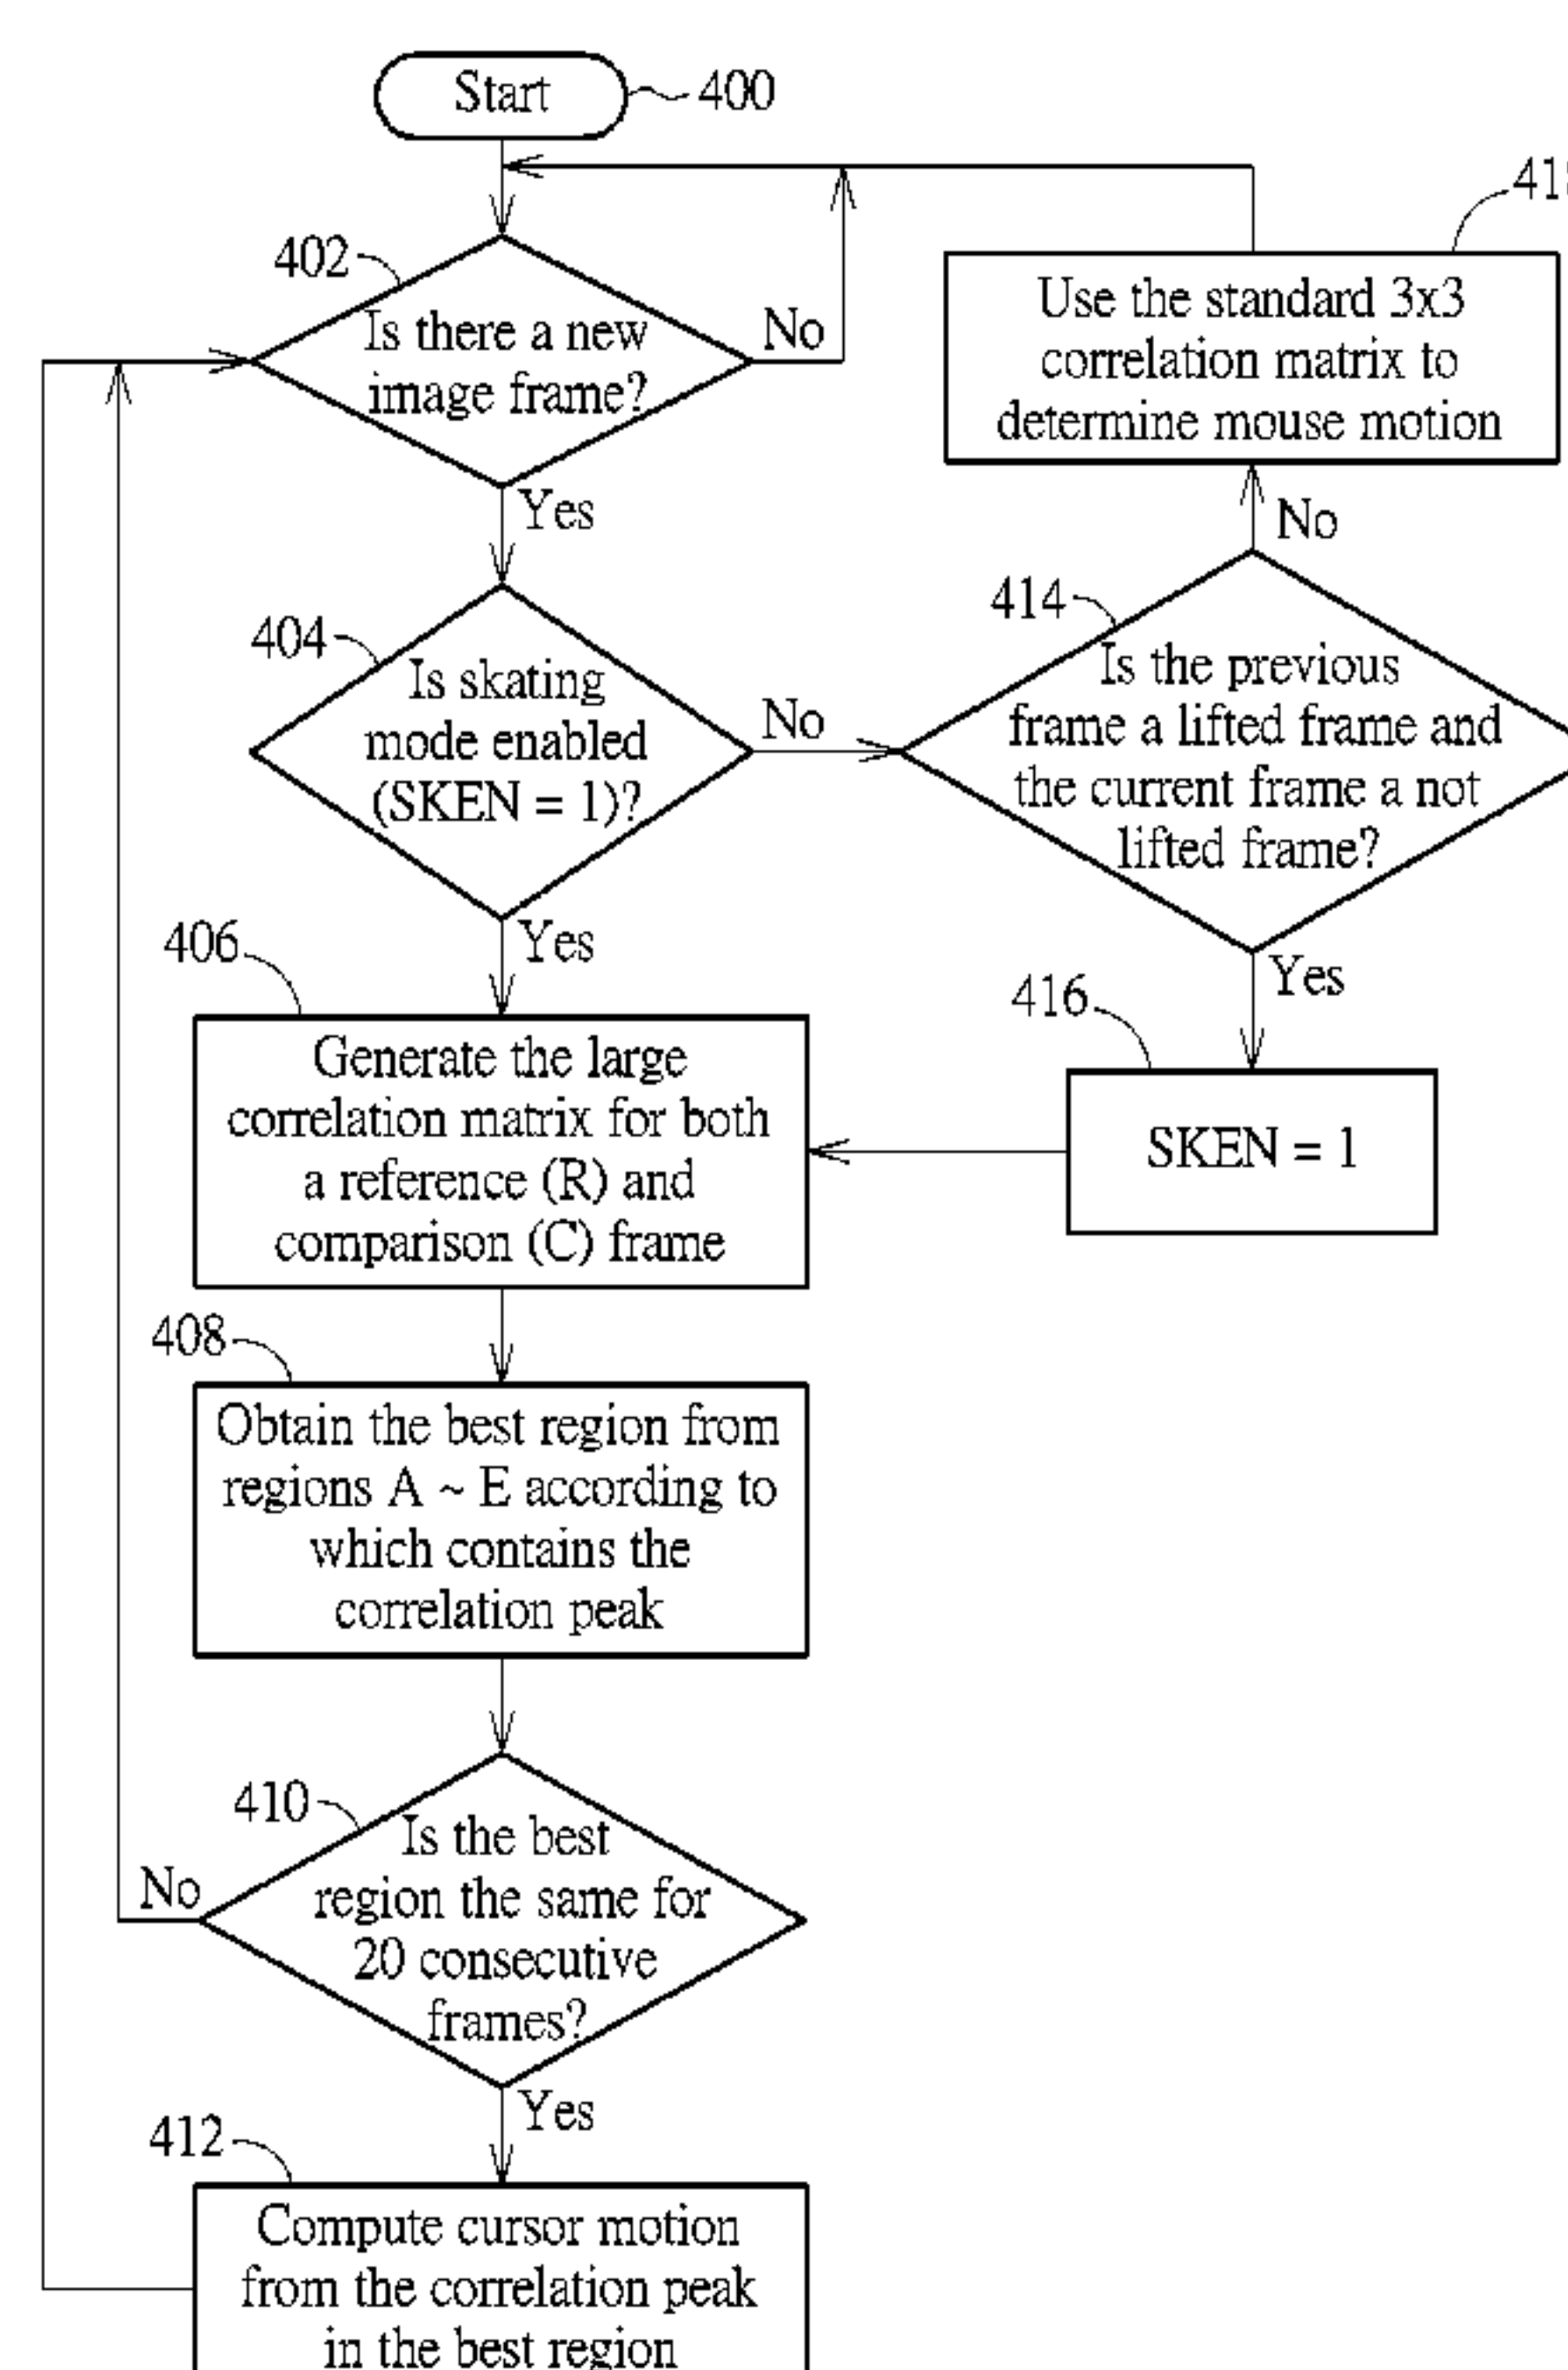 Start
400
402
Is there a new
image frame?
No
Yes
Use the standard 3x3
correlation matrix to
determine mouse motion
404
Is skating
mode enabled
(SKEN = 1)?
No
Yes
414
Is the previous
frame a lifted frame and
the current frame a not
lifted frame?
No
Yes
416
SKEN = 1
406
Generate the large
correlation matrix for both
a reference (R) and
comparison (C) frame
408
Obtain the best region from
regions A ~ E according to
which contains the
correlation peak
410
Is the best
region the same for
20 consecutive
frames?
No
Yes
412
Compute cursor motion
from the correlation peak
in the best region